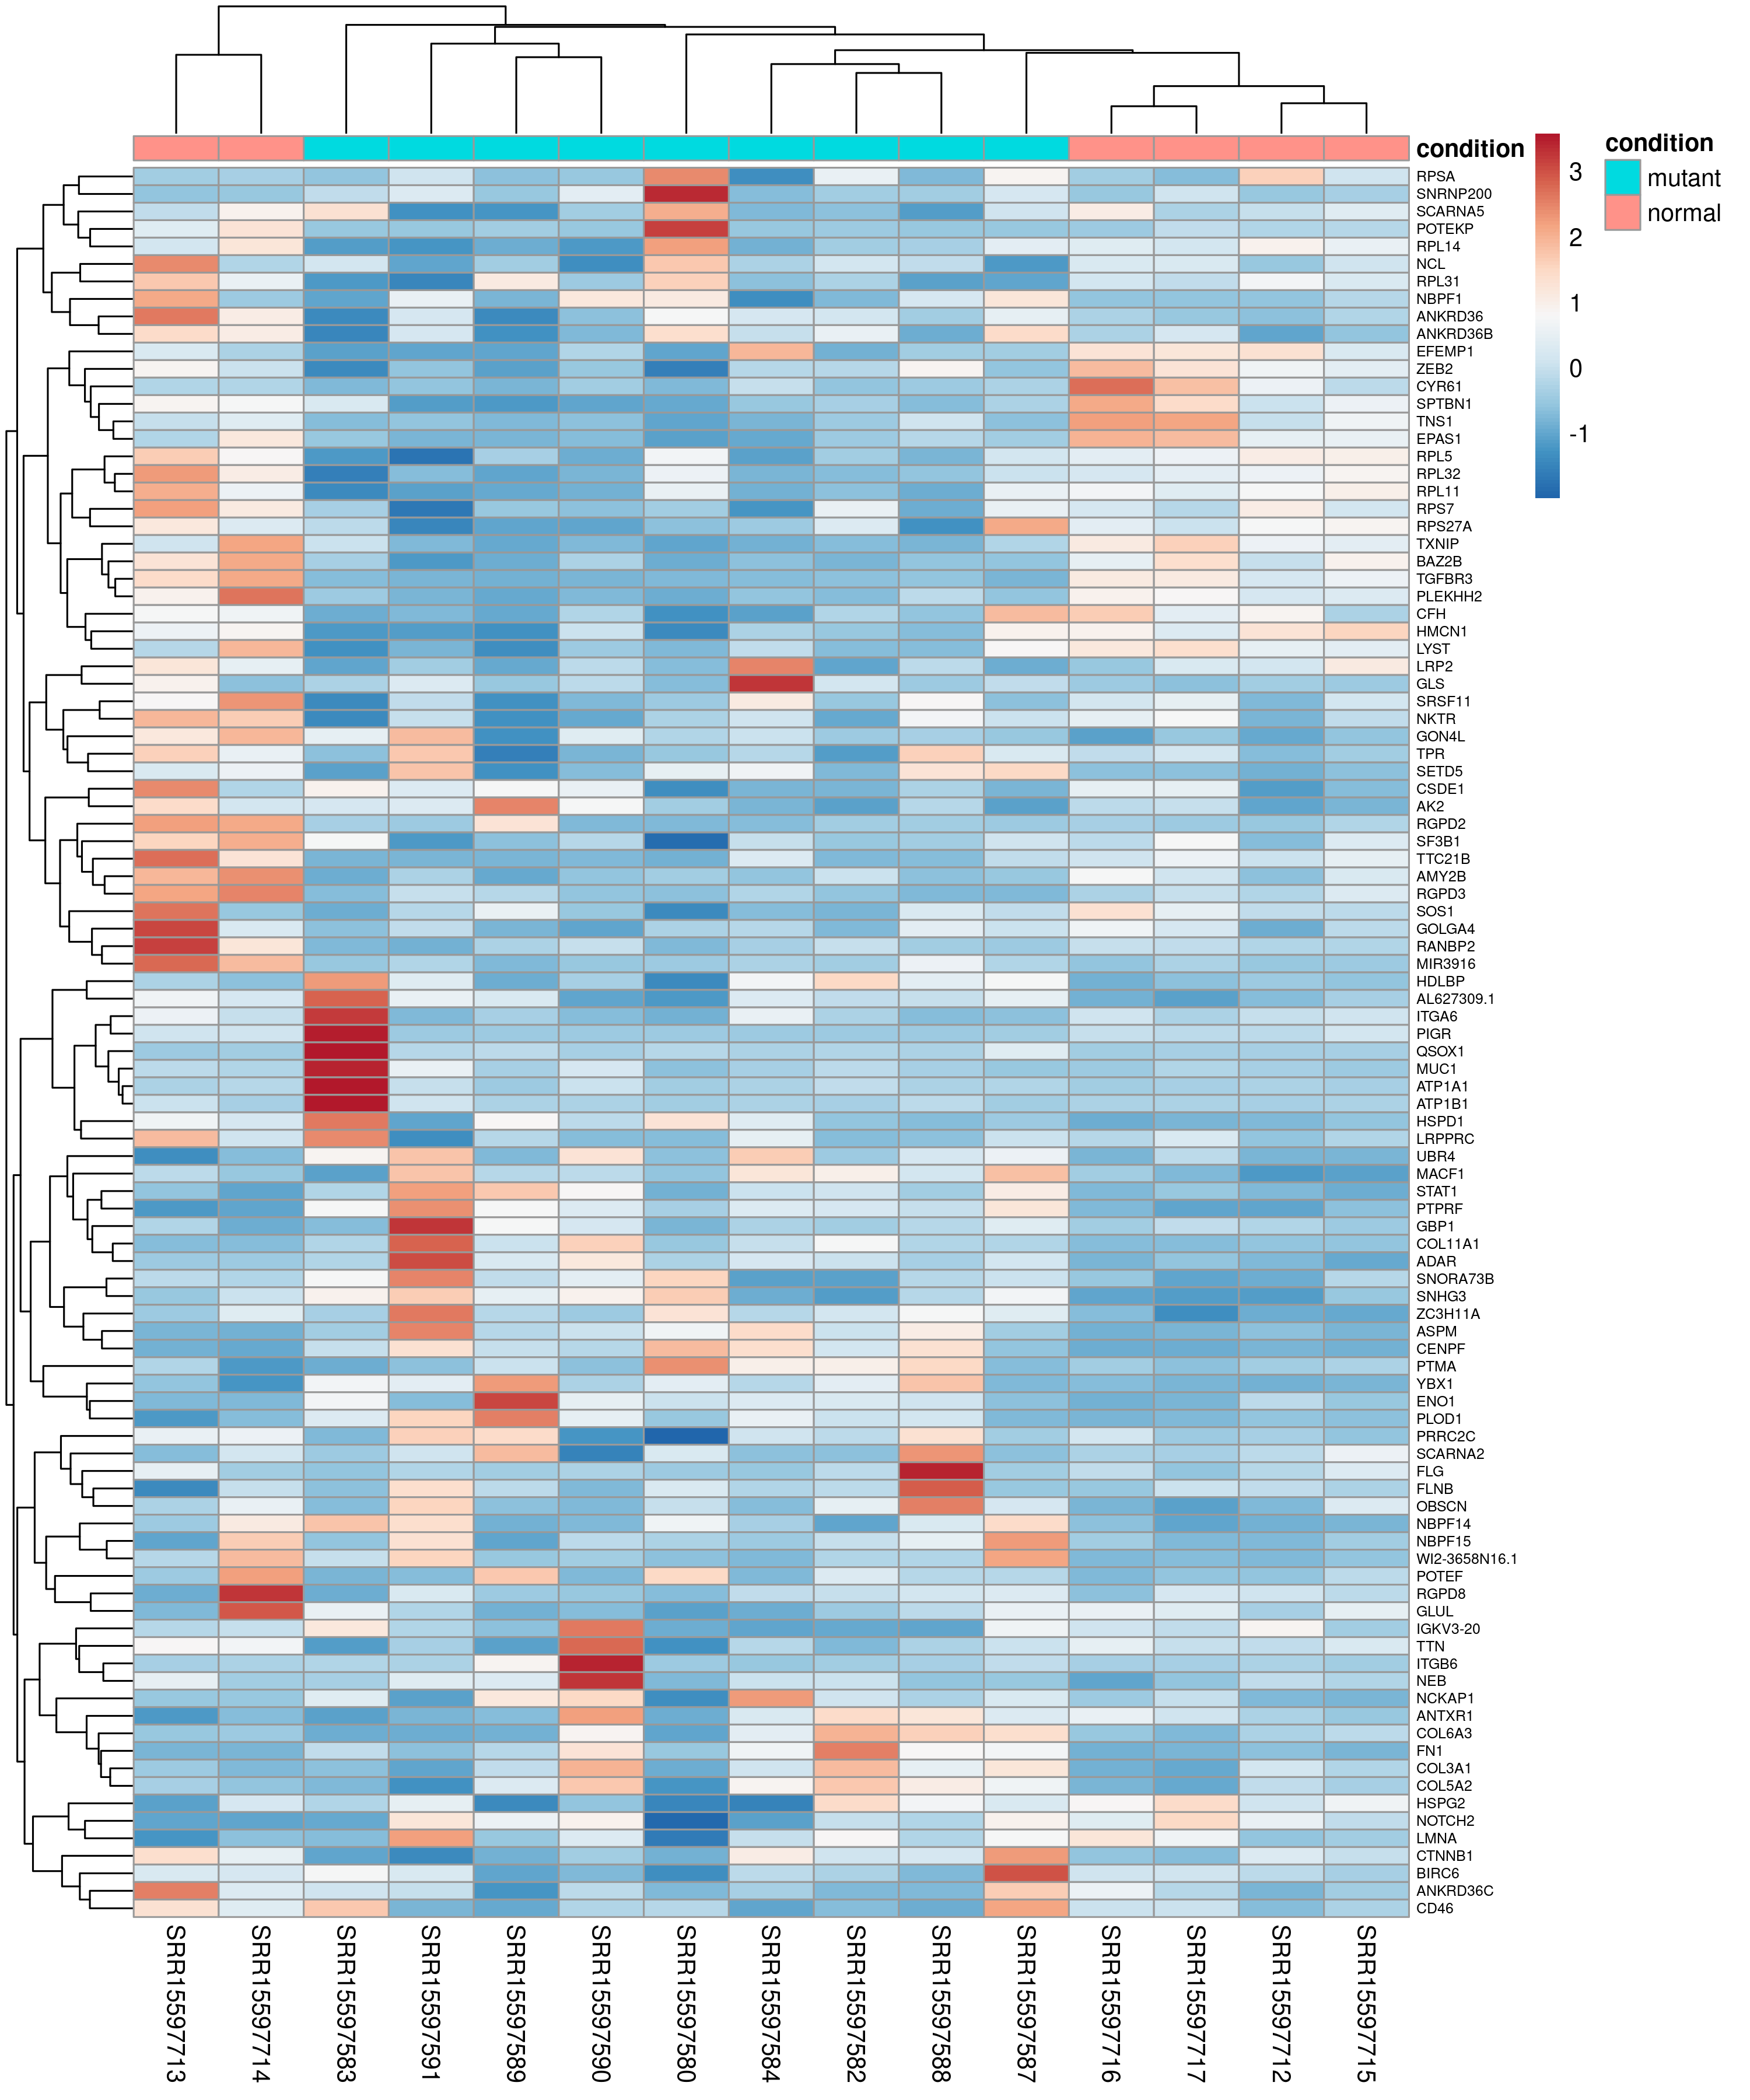 condition
3
2
1
0
-1
condition
mutant
normal
RPSA
SNRNP200
SCARNA5
POTEKP
RPL14
NCL
RPL31
NBPF1
ANKRD36
ANKRD36B
EFEMP1
ZEB2
CYR61
SPTBN1
TNS1
EPAS1
RPL5
RPL32
RPL11
RPS7
RPS27A
TXNIP
BAZ2B
TGFBR3
PLEKHH2
CFH
HMCN1
LYST
LRP2
GLS
SRSF11
NKTR
GON4L
TPR
SETD5
CSDE1
AK2
RGPD2
SF3B1
TTC21B
AMY2B
RGPD3
SOS1
GOLGA4
RANBP2
MIR3916
HDLBP
AL627309.1
ITGA6
PIGR
QSOX1
MUC1
ATP1A1
ATP1B1
HSPD1
LRPPRC
UBR4
MACF1
STAT1
PTPRF
GBP1
COL11A1
ADAR
SNORA73B
SNHG3
ZC3H11A
ASPM
CENPF
PTMA
YBX1
ENO1
PLOD1
PRRC2C
SCARNA2
FLG
FLNB
OBSCN
NBPF14
NBPF15
WI2-3658N16.1
POTEF
RGPD8
GLUL
IGKV3-20
TTN
ITGB6
NEB
NCKAP1
ANTXR1
COL6A3
FN1
COL3A1
COL5A2
HSPG2
NOTCH2
LMNA
CTNNB1
BIRC6
ANKRD36C
CD46
SRR15597713
SRR15597714
SRR15597583
SRR15597591
SRR15597589
SRR15597590
SRR15597580
SRR15597584
SRR15597582
SRR15597588
SRR15597587
SRR15597716
SRR15597717
SRR15597712
SRR15597715